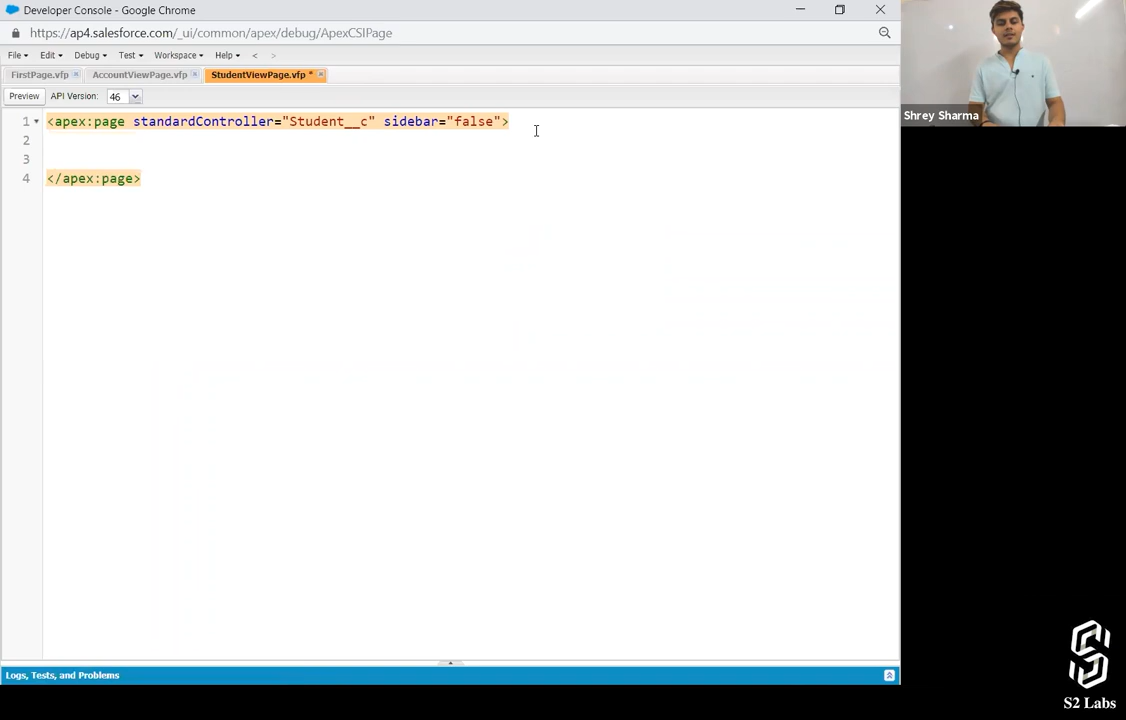 Developer Console - Google Chrome
https://ap4.salesforce.com/_ui/common/apex/debug/ApexCSIPage
File Edit Debug Test Workspace Help < >
FirstPage.vfp AccountViewPage.vfp StudentViewPage.vfp *
Preview API Version: 46
1 <apex:page standardController="Student__c" sidebar="false">
2
3
4 </apex:page>
Logs, Tests, and Problems
Shrey Sharma
S2 Labs